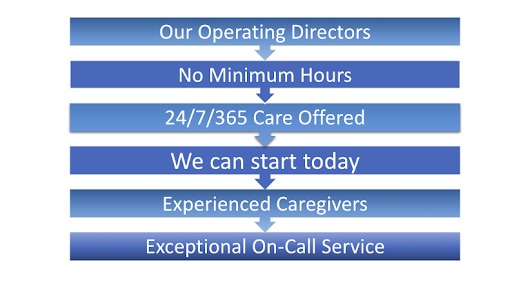 Our Operating Directors
No Minimum Hours
24/7/365 Care Offered
We can start today
Experienced Caregivers
Exceptional On-Call Service